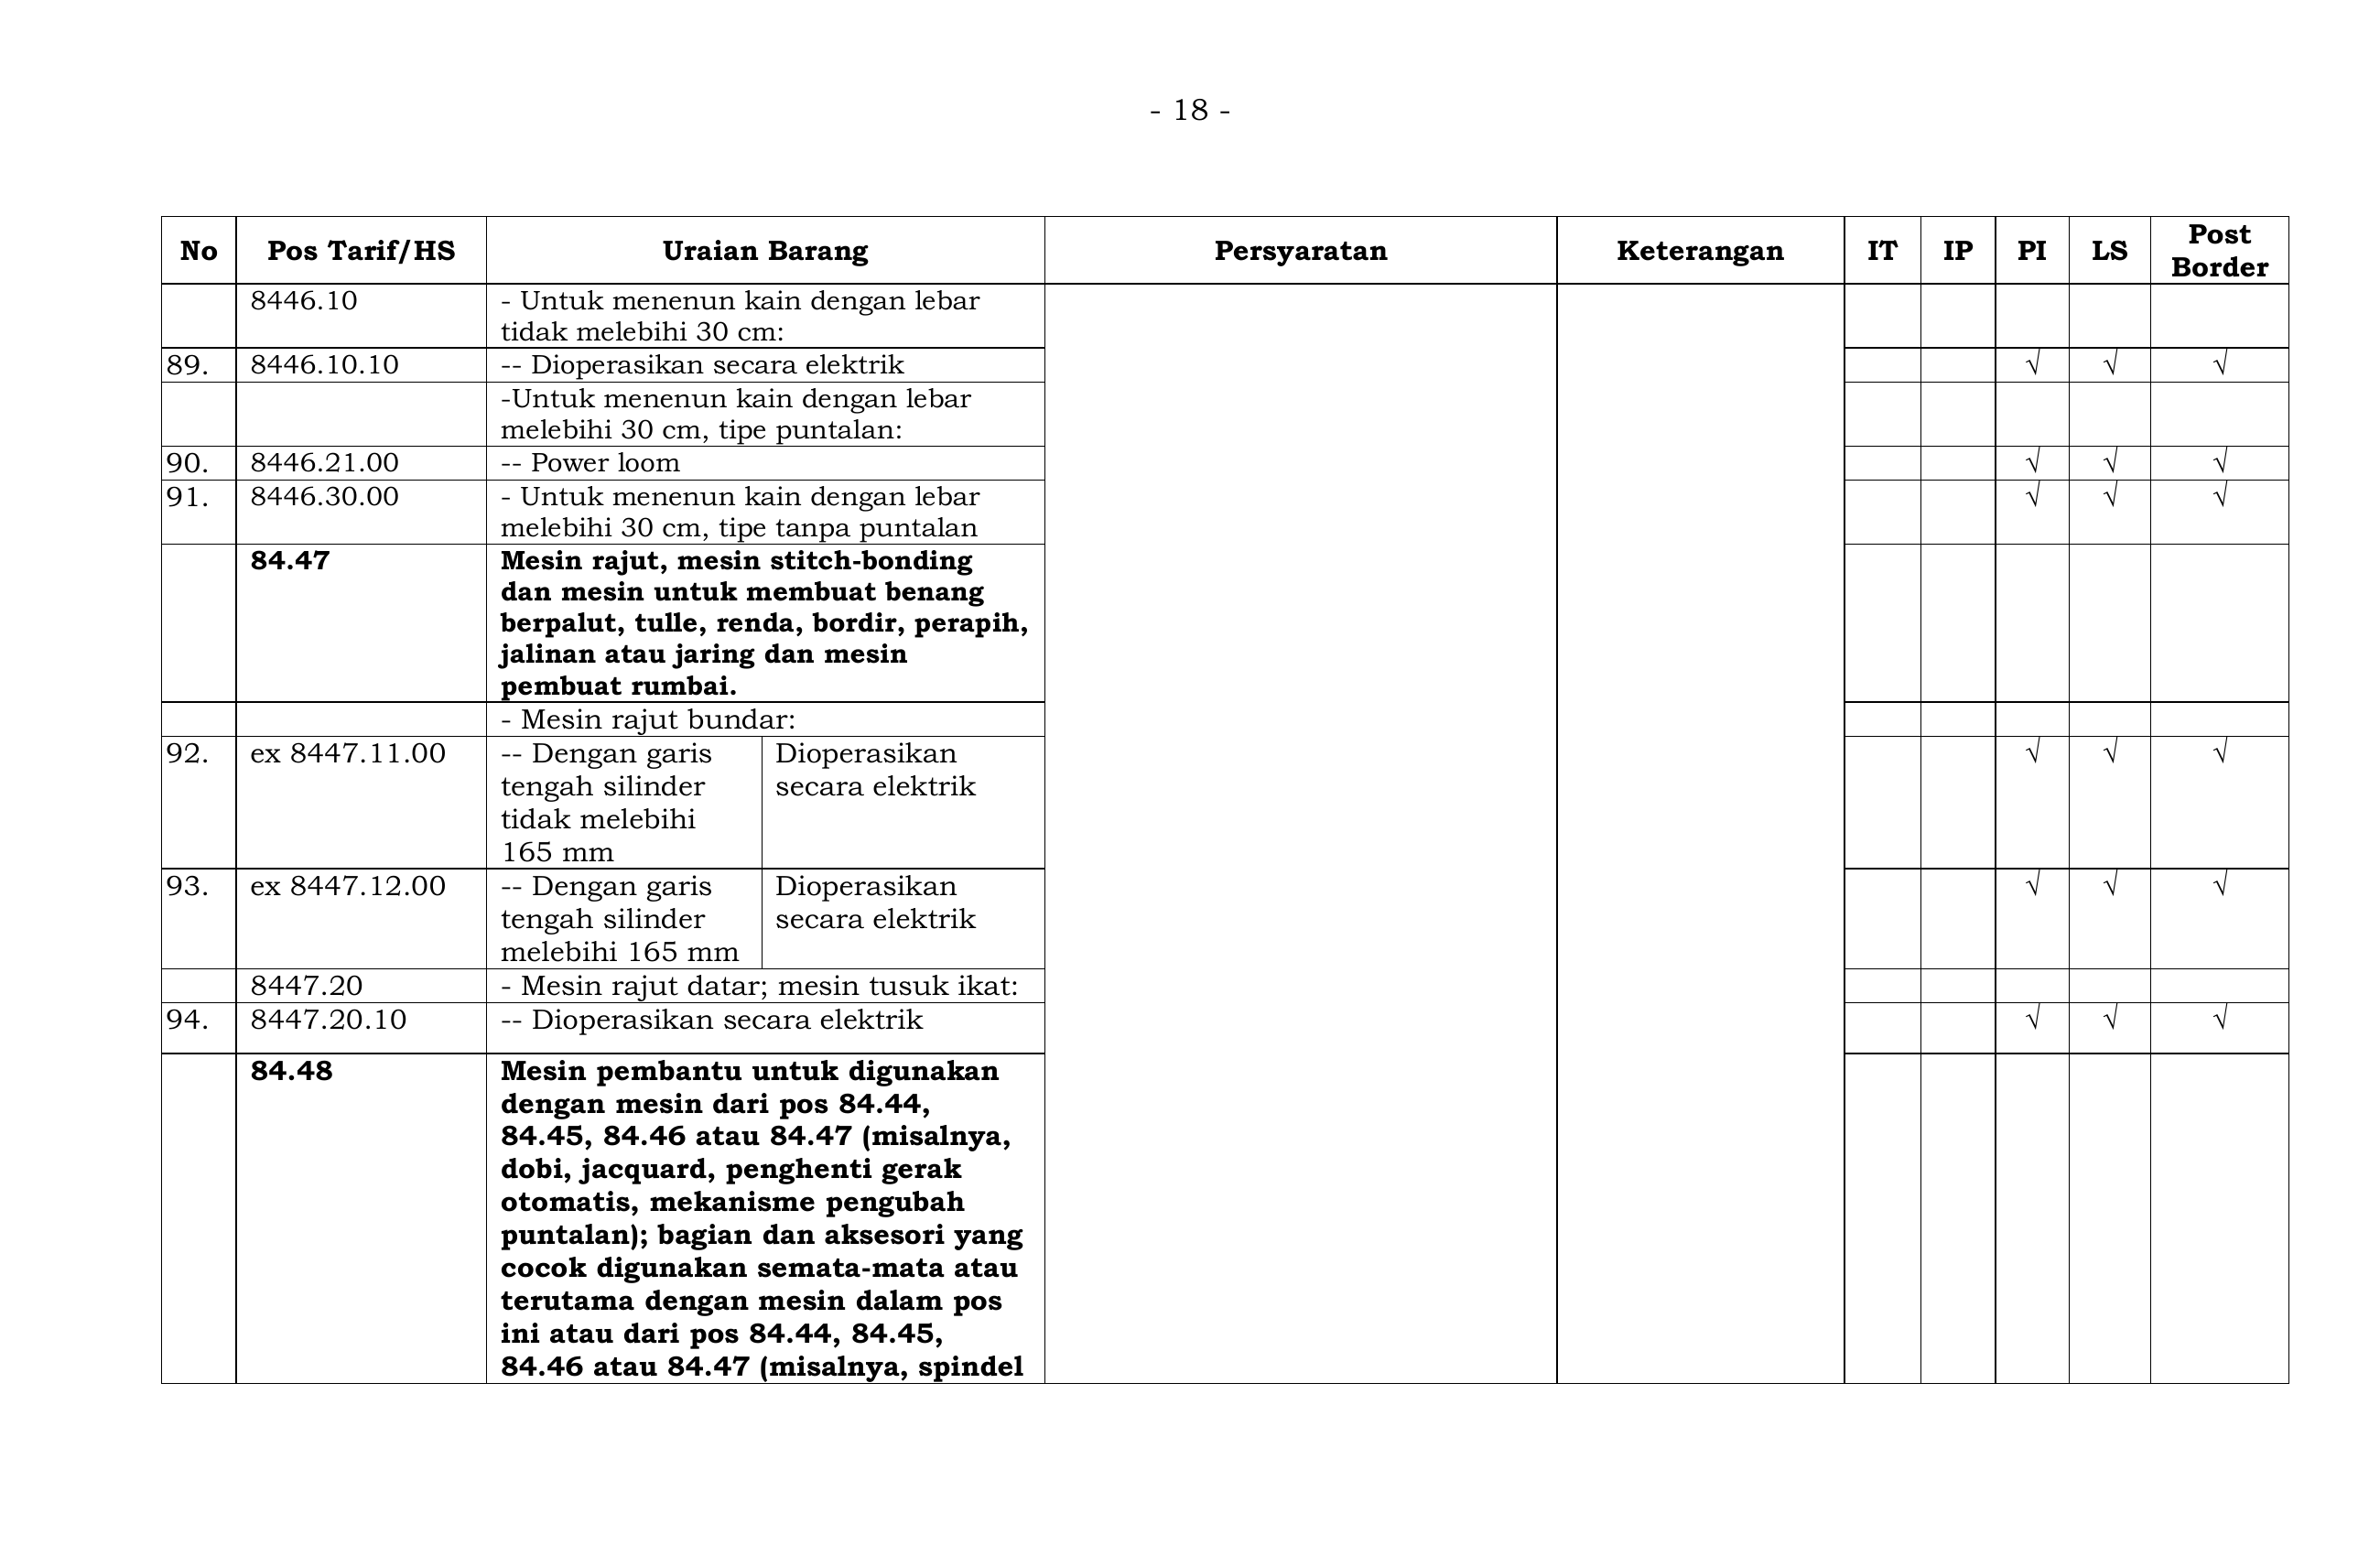 - 18 -
No Pos Tarif/HS Uraian Barang Persyaratan Keterangan IT IP PI LS Post Border
8446.10 - Untuk menenun kain dengan lebar
tidak melebihi 30 cm:
89. 8446.10.10 -- Dioperasikan secara elektrik √ √ √
-Untuk menenun kain dengan lebar
melebihi 30 cm, tipe puntalan:
90. 8446.21.00 -- Power loom √ √ √
91. 8446.30.00 - Untuk menenun kain dengan lebar √ √ √
melebihi 30 cm, tipe tanpa puntalan
84.47 Mesin rajut, mesin stitch-bonding
dan mesin untuk membuat benang
berpalut, tulle, renda, bordir, perapih,
jalinan atau jaring dan mesin
pembuat rumbai.
- Mesin rajut bundar:
92. ex 8447.11.00 -- Dengan garis Dioperasikan √ √ √
tengah silinder secara elektrik
tidak melebihi
165 mm
93. ex 8447.12.00 -- Dengan garis Dioperasikan √ √ √
tengah silinder secara elektrik
melebihi 165 mm
8447.20 - Mesin rajut datar; mesin tusuk ikat:
94. 8447.20.10 -- Dioperasikan secara elektrik √ √ √
84.48 Mesin pembantu untuk digunakan
dengan mesin dari pos 84.44,
84.45, 84.46 atau 84.47 (misalnya,
dobi, jacquard, penghenti gerak
otomatis, mekanisme pengubah
puntalan); bagian dan aksesori yang
cocok digunakan semata-mata atau
terutama dengan mesin dalam pos
ini atau dari pos 84.44, 84.45,
84.46 atau 84.47 (misalnya, spindel